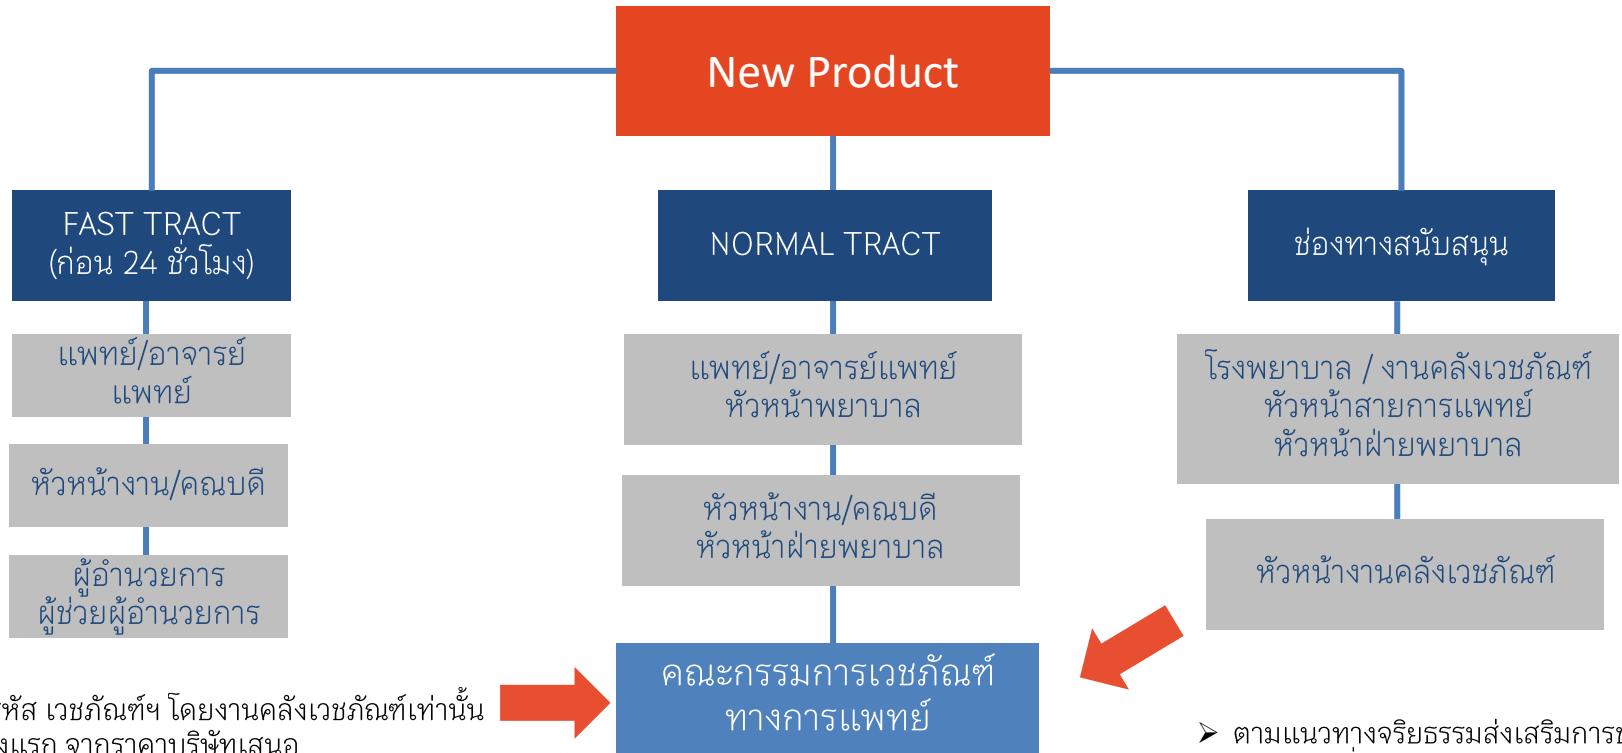 New Product
FAST TRACT
(ก่อน 24 ชั่วโมง)
แพทย์/อาจารย์
แพทย์
หัวหน้างาน/คณบดี
ผู้อำนวยการ
ผู้ช่วยผู้อำนวยการ
NORMAL TRACT
แพทย์/อาจารย์แพทย์
หัวหน้าพยาบาล
หัวหน้างาน/คณบดี
หัวหน้าฝ่ายพยาบาล
คณะกรรมการเวชภัณฑ์
ทางการแพทย์
ช่องทางสนับสนุน
โรงพยาบาล / งานคลังเวชภัณฑ์
หัวหน้าสายการแพทย์
หัวหน้าฝ่ายพยาบาล
หัวหน้างานคลังเวชภัณฑ์
เวชภัณฑ์ฯ โดยงานคลังเวชภัณฑ์เท่านั้น
จากราคาบริษัทเสนอ
➢ ตามแนวทางจริยธรรมส่งเสริมการ